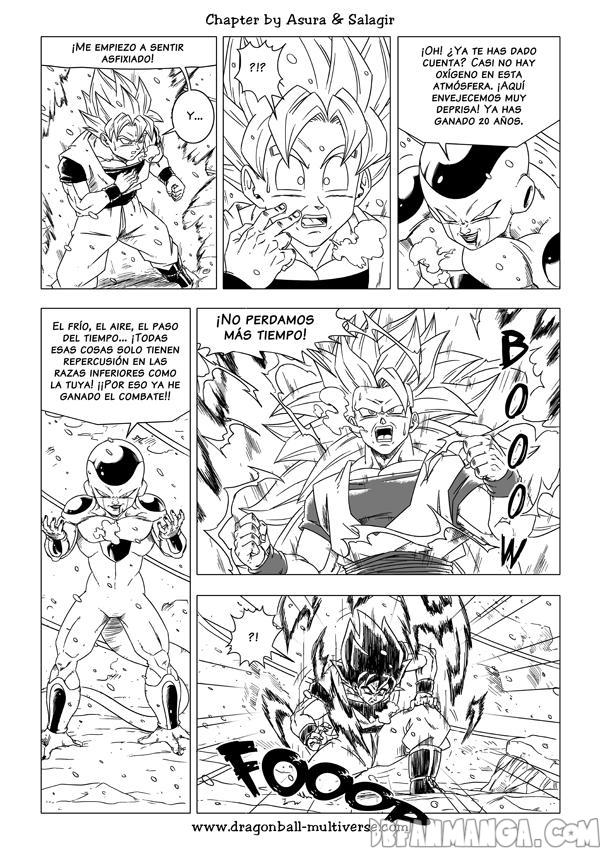 Chapter by Asura & Salagir
¡ME EMPIEZO A SENTIR
ASFIXIADO!
Y...
?!?
¡OH! ¿YA TE HAS DADO
CUENTA? CASI NO HAY
OXÍGENO EN ESTA
ATMÓSFERA. ¡AQUÍ
ENVEJECEMOS MUY
DEPRISA! YA HAS
GANADO 20 AÑOS.
EL FRÍO, EL AIRE, EL PASO
DEL TIEMPO... ¡TODAS
ESAS COSAS SOLO TIENEN
REPERCUSIÓN EN LAS
RAZAS INFERIORES COMO
LA TUYA! ¡¡POR ESO YA HE
GANADO EL COMBATE!!
¡NO PERDAMOS
MÁS TIEMPO!
BOOOW
?!
FOOOP
www.dragonball-multiverse.com
DBFANMANGA.COM